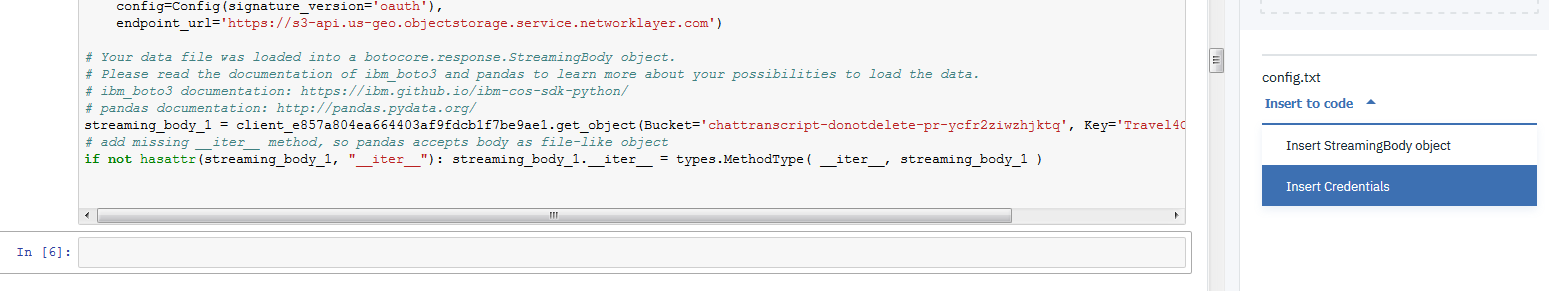 config=Config(signature_version='oauth'),
endpoint_url='https://s3-api.us-geo.objectstorage.service.networklayer.com')
# Your data file was loaded into a botocore.response.StreamingBody object.
# Please read the documentation of ibm_boto3 and pandas to learn more about your possibilities to load the data.
# ibm_boto3 documentation: https://ibm.github.io/ibm-cos-sdk-python/
# pandas documentation: http://pandas.pydata.org/
streaming_body_1 = client_e857a804ea664403af9fdcb1f7be9ae1.get_object(Bucket='chattranscript-donotdelete-pr-ycfr2ziwzhjktq', Key='Travel4C
# add missing __iter__ method, so pandas accepts body as file-like object
if not hasattr(streaming_body_1, "__iter__"): streaming_body_1.__iter__ = types.MethodType( __iter__, streaming_body_1 )
In [6]:
config.txt
Insert to code
Insert StreamingBody object
Insert Credentials